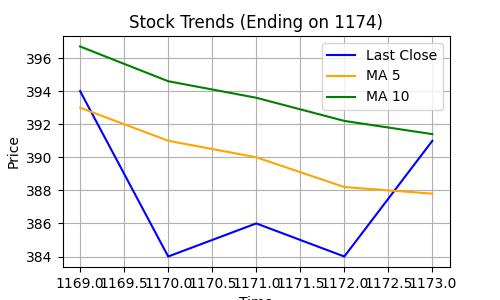 Stock Trends (Ending on 1174)
Last Close
MA 5
MA 10
Price
396
394
392
390
388
386
384
1169.0 1169.5 1170.0 1170.5 1171.0 1171.5 1172.0 1172.5 1173.0
Time